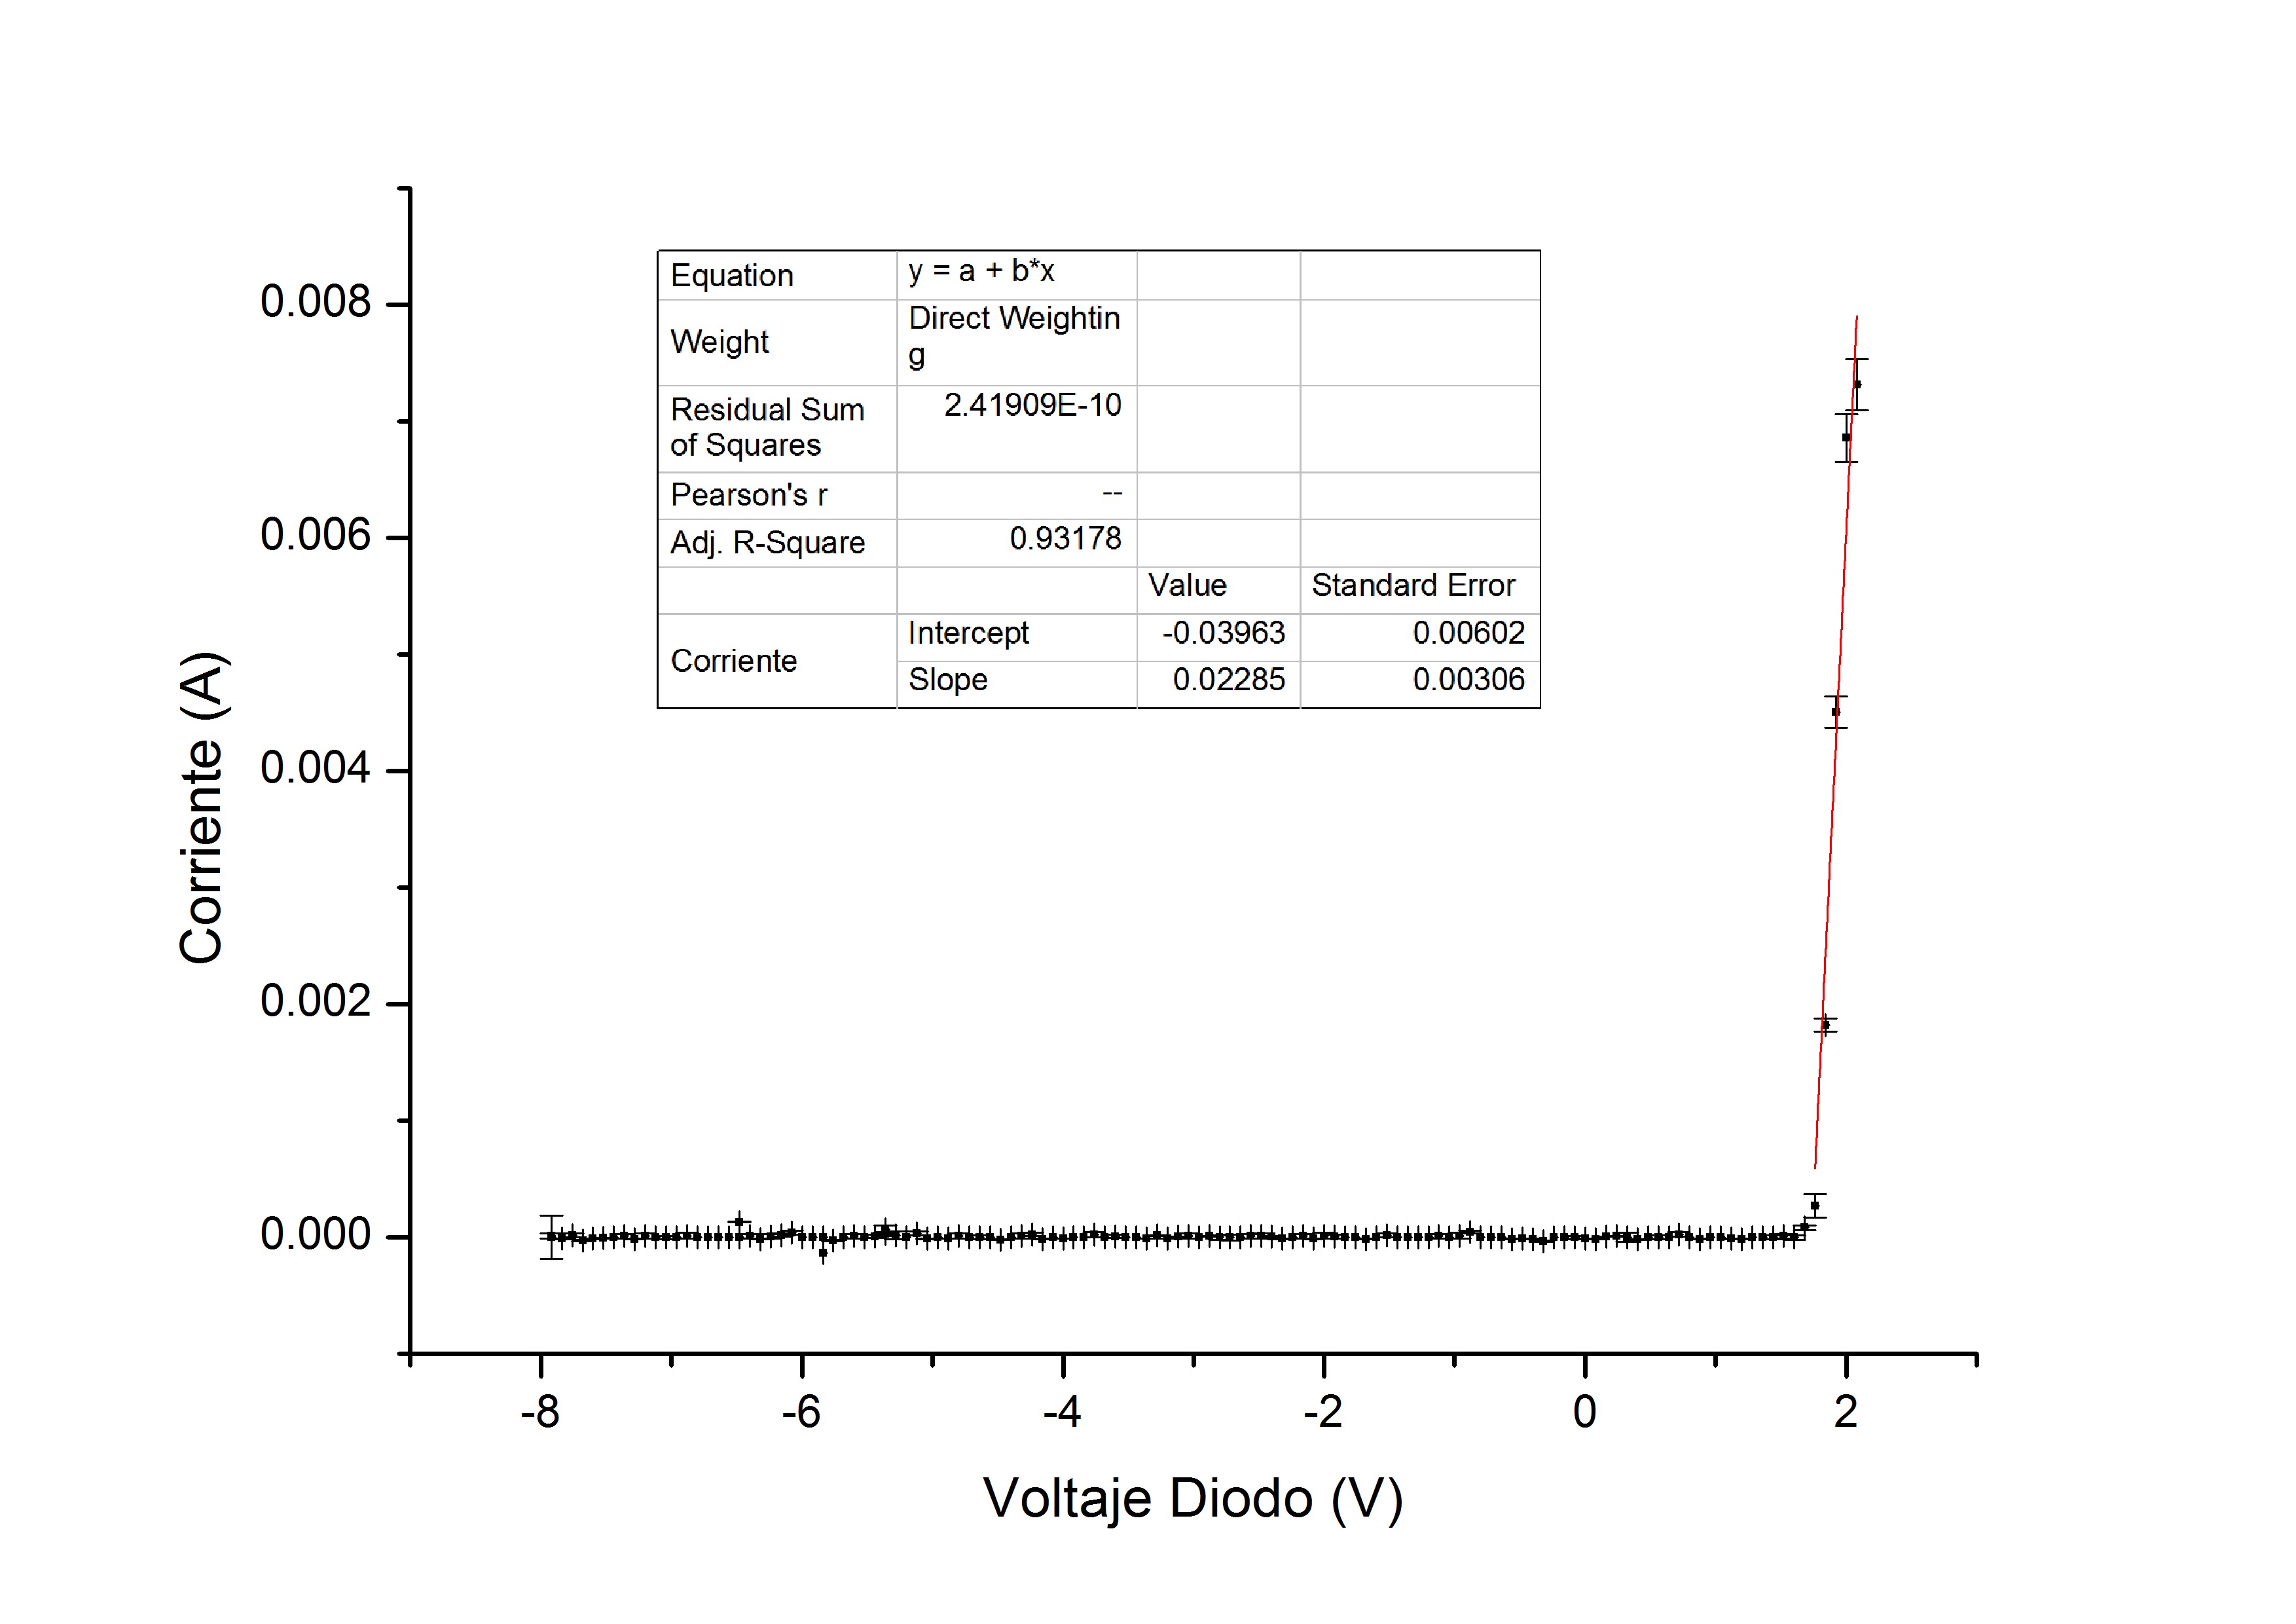 0.008
0.006
0.004
0.002
0.000
Corriente (A)
Equation y = a + b*x
Weight Direct Weightin
g
Residual Sum 2.41909E-10
of Squares
Pearson's r --
Adj. R-Square 0.93178
Value Standard Error
Corriente Intercept -0.03963 0.00602
Slope 0.02285 0.00306
-8 -6 -4 -2 0 2
Voltaje Diodo (V)